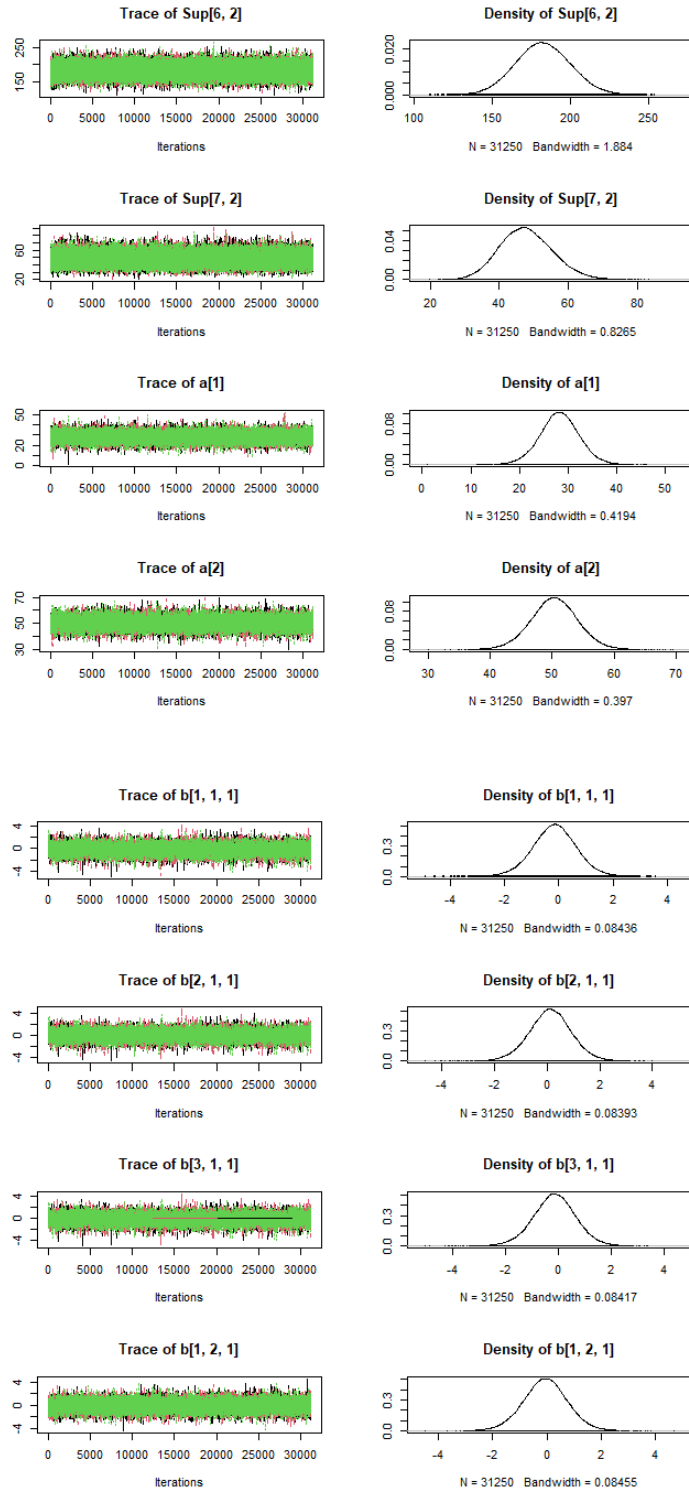 Trace of Sup[6, 2] Density of Sup[6, 2]
150 250
0.000 0.020
0 5000 10000 15000 20000 25000 30000 100 150 200 250
Iterations N = 31250 Bandwidth = 1.884
Trace of Sup[7, 2] Density of Sup[7, 2]
20 60
0.00 0.04
0 5000 10000 15000 20000 25000 30000 20 40 60 80
Iterations N = 31250 Bandwidth = 0.8265
Trace of a[1] Density of a[1]
0 20 50
0.00 0.08
0 5000 10000 15000 20000 25000 30000 0 10 20 30 40 50
Iterations N = 31250 Bandwidth = 0.4194
Trace of a[2] Density of a[2]
30 50 70
0.00 0.08
0 5000 10000 15000 20000 25000 30000 30 40 50 60 70
Iterations N = 31250 Bandwidth = 0.397
Trace of b[1, 1, 1] Density of b[1, 1, 1]
-4 0 4
0.0 0.3
0 5000 10000 15000 20000 25000 30000 -4 -2 0 2 4
Iterations N = 31250 Bandwidth = 0.08436
Trace of b[2, 1, 1] Density of b[2, 1, 1]
-4 0 4
0.0 0.3
0 5000 10000 15000 20000 25000 30000 -4 -2 0 2 4
Iterations N = 31250 Bandwidth = 0.08393
Trace of b[3, 1, 1] Density of b[3, 1, 1]
-4 0 4
0.0 0.3
0 5000 10000 15000 20000 25000 30000 -4 -2 0 2 4
Iterations N = 31250 Bandwidth = 0.08417
Trace of b[1, 2, 1] Density of b[1, 2, 1]
-4 0 4
0.0 0.3
0 5000 10000 15000 20000 25000 30000 -4 -2 0 2 4
Iterations N = 31250 Bandwidth = 0.08455